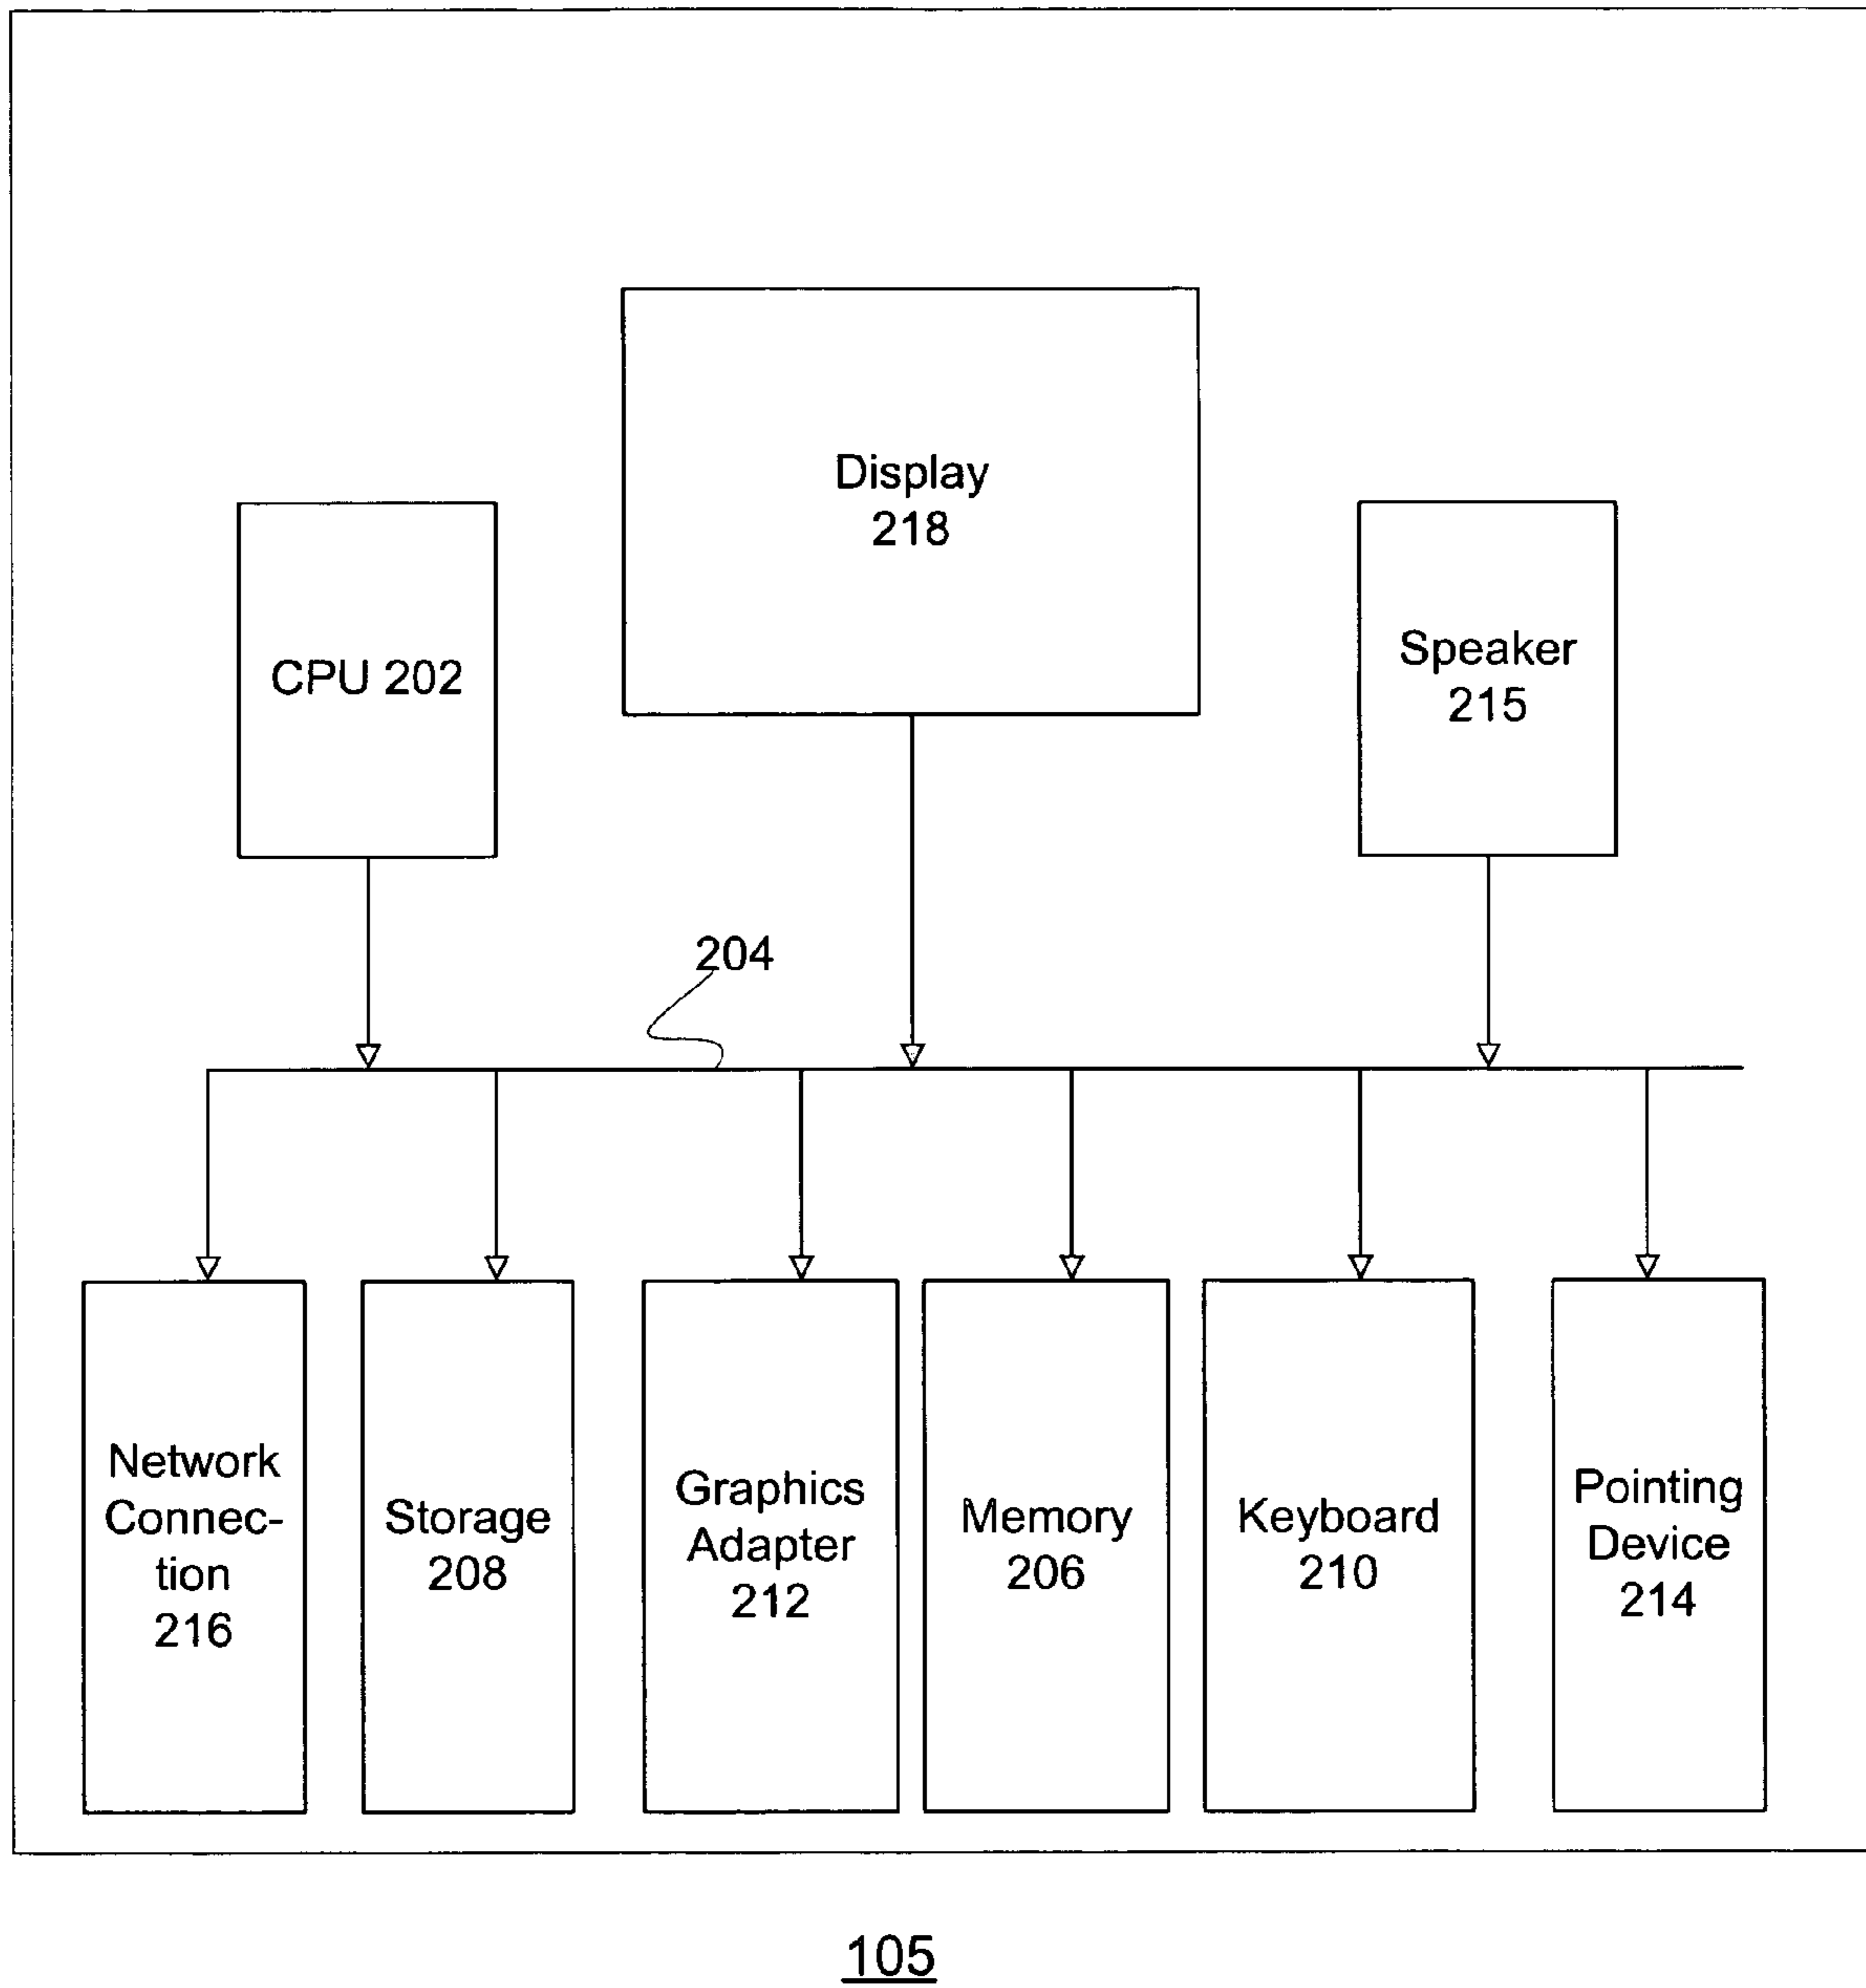 Display
218
CPU 202
Speaker
215
204
Network
Connec-
tion
216
Storage
208
Graphics
Adapter
212
Memory
206
Keyboard
210
Pointing
Device
214
105